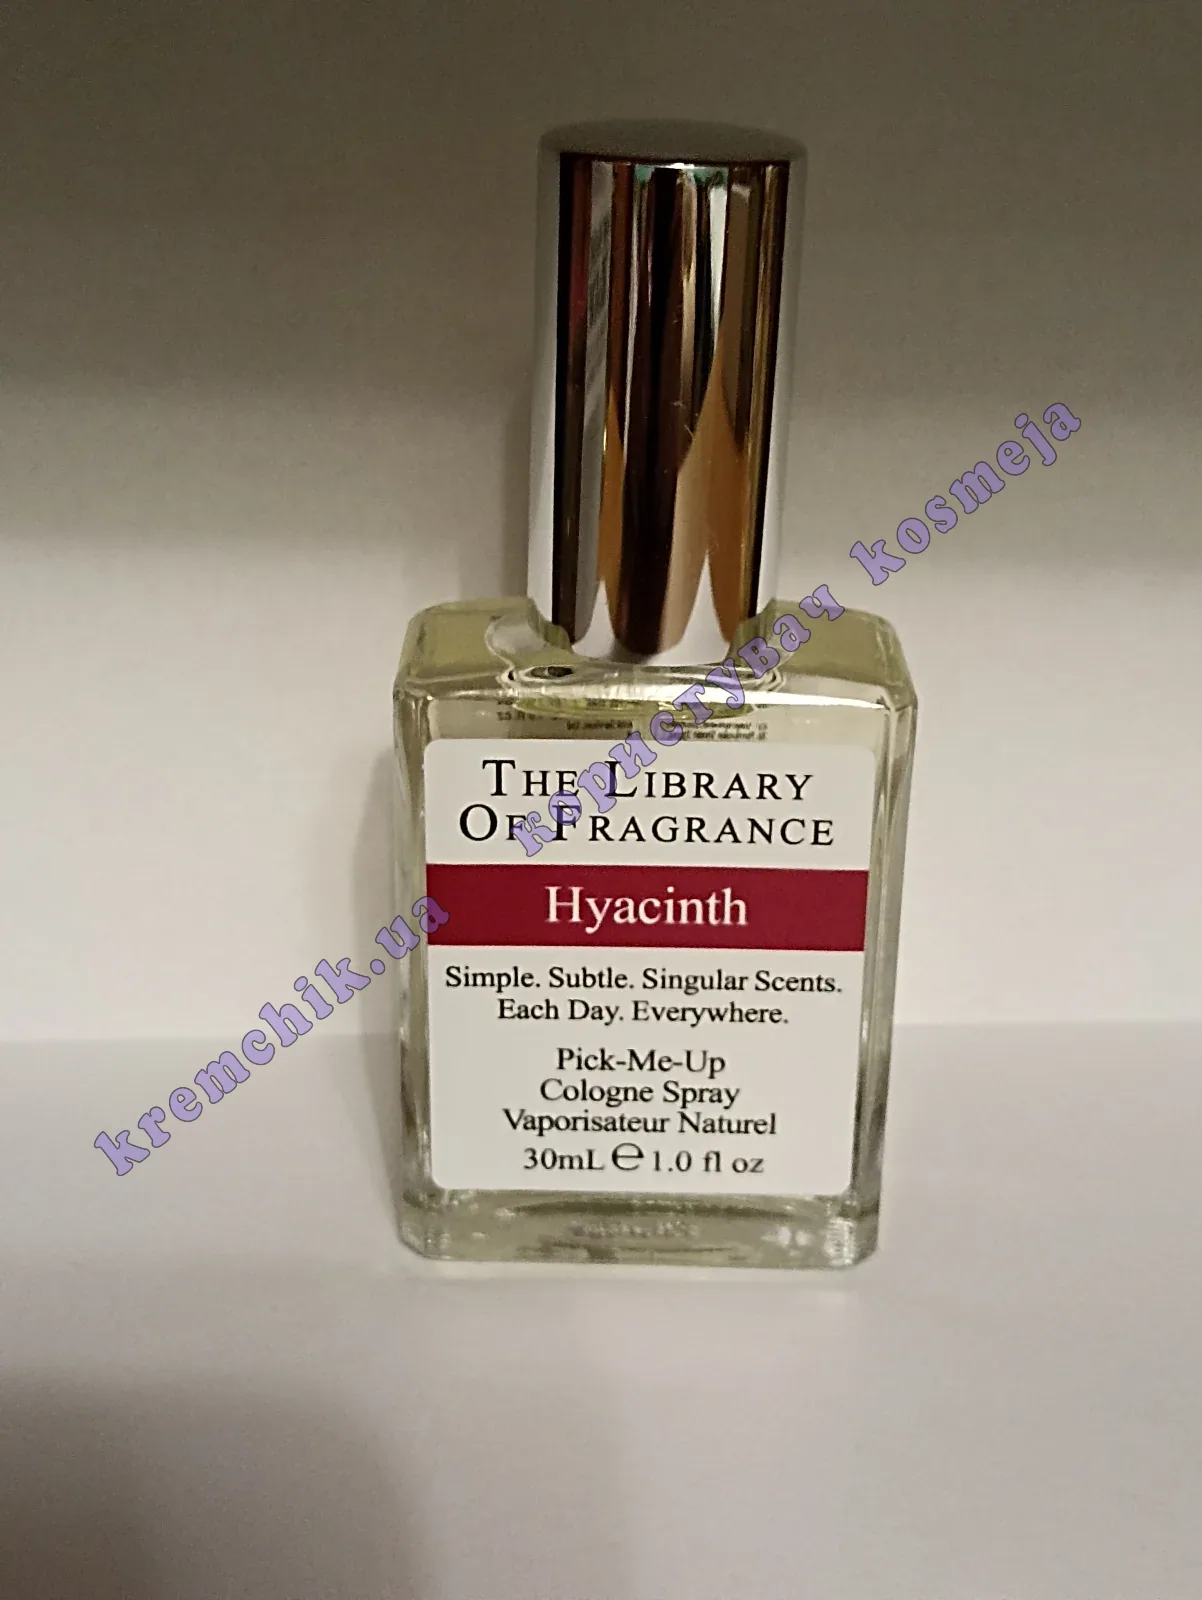 THE LIBRARY
OF FRAGRANCE
Hyacinth
Simple. Subtle. Singular Scents.
Each Day. Everywhere.
Pick-Me-Up
Cologne Spray
Vaporisateur Naturel
30mL ℮ 1.0 fl oz
kremchik.ua користувач kosmeja